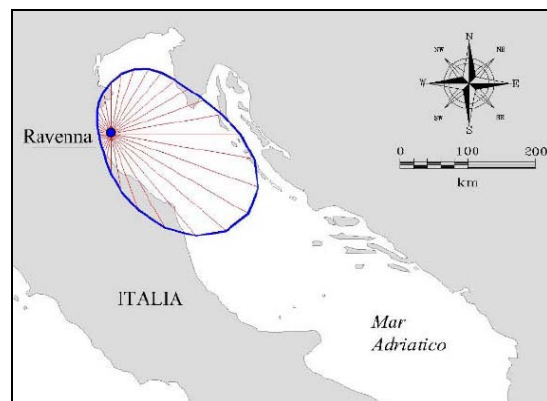 N
NW
NE
W
E
SW
SE
S
Ravenna
0 100 200
km
ITALIA
Mar
Adriatico